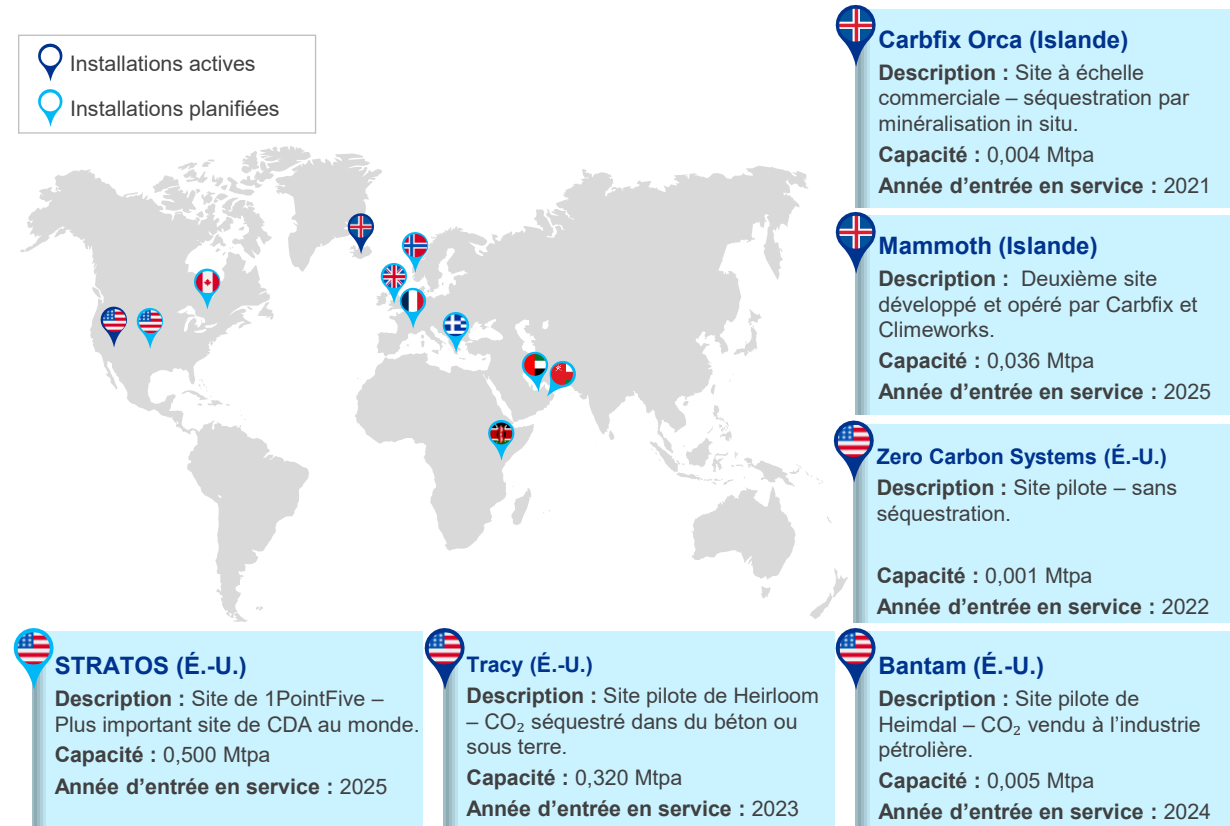 Installations actives
Installations planifiées
Carbfix Orca (Islande)
Description : Site à échelle
commerciale – séquestration par
minéralisation in situ.
Capacité : 0,004 Mtpa
Année d’entrée en service : 2021
Mammoth (Islande)
Description :  Deuxième site
développé et opéré par Carbfix et
Climeworks.
Capacité : 0,036 Mtpa
Année d’entrée en service : 2025
Zero Carbon Systems (É.-U.)
Description : Site pilote – sans
séquestration.
Capacité : 0,001 Mtpa
Année d’entrée en service : 2022
STRATOS (É.-U.)
Description : Site de 1PointFive –
Plus important site de CDA au monde.
Capacité : 0,500 Mtpa
Année d’entrée en service : 2025
Tracy (É.-U.)
Description : Site pilote de Heirloom
– CO₂ séquestré dans du béton ou
sous terre.
Capacité : 0,320 Mtpa
Année d’entrée en service : 2023
Bantam (É.-U.)
Description : Site pilote de
Heimdal – CO₂ vendu à l’industrie
pétrolière.
Capacité : 0,005 Mtpa
Année d’entrée en service : 2024